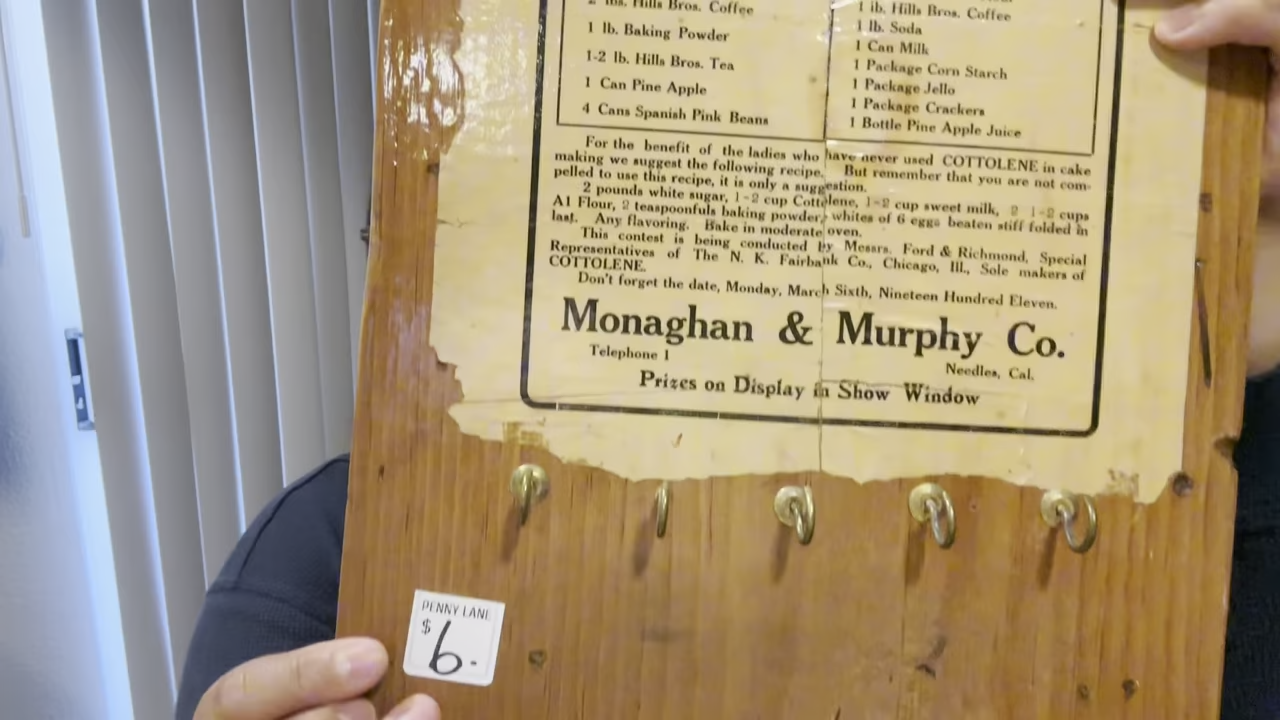 2 lbs. Hills Bros. Coffee
1 lb. Baking Powder
1-2 lb. Hills Bros. Tea
1 Can Pine Apple
4 Cans Spanish Pink Beans
1 lb. Hills Bros. Coffee
1 lb. Soda
1 Can Milk
1 Package Corn Starch
1 Package Jello
1 Package Crackers
1 Bottle Pine Apple Juice
For the benefit of the ladies who have never used COTTOLENE in cake
making we suggest the following recipe. But remember that you are not com-
pelled to use this recipe, it is only a suggestion.
2 pounds white sugar, 1-2 cup Cottolene, 1-2 cup sweet milk, 2 1-2 cups
A1 Flour, 2 teaspoonfuls baking powder, whites of 6 eggs beaten stiff folded in
last. Any flavoring. Bake in moderate oven.
This contest is being conducted by Messrs. Ford & Richmond, Special
Representatives of The N. K. Fairbank Co., Chicago, Ill., Sole makers of
COTTOLENE.
Don't forget the date, Monday, March Sixth, Nineteen Hundred Eleven.
Monaghan & Murphy Co.
Telephone 1
Needles, Cal.
Prizes on Display in Show Window
PENNY LANE
$6.